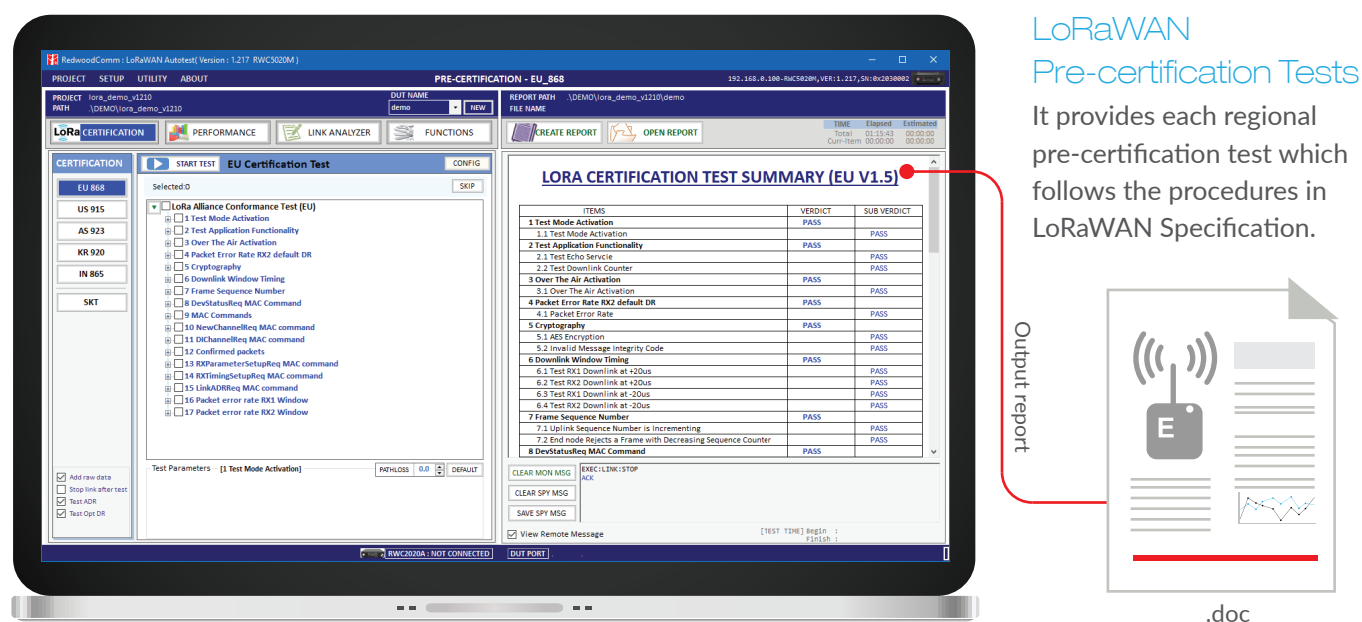 RedwoodComm : LoRaWAN Autotest( Version : 1.217 RWC5020M )
PROJECT SETUP UTILITY ABOUT
PRE-CERTIFICATION - EU_868
192.168.0.100-RWC5020M,VER:1.217,SN:0x2030002
PROJECT lora_demo_v1210
PATH .\DEMO\lora_demo_v1210
DUT NAME
demo NEW
REPORT PATH .\DEMO\lora_demo_v1210\demo
FILE NAME
LoRa CERTIFICATION
PERFORMANCE
LINK ANALYZER
FUNCTIONS
CREATE REPORT
OPEN REPORT
TIME Elapsed Estimated
Total 01:15:43 00:00:00
Curr-Item 00:00:00 00:00:00
CERTIFICATION
EU 868
US 915
AS 923
KR 920
IN 865
SKT
Add raw data
Stop link after test
Test ADR
Test Opt DR
START TEST EU Certification Test CONFIG
Selected:0 SKIP
LoRa Alliance Conformance Test (EU)
1 Test Mode Activation
2 Test Application Functionality
3 Over The Air Activation
4 Packet Error Rate RX2 default DR
5 Cryptography
6 Downlink Window Timing
7 Frame Sequence Number
8 DevStatusReq MAC Command
9 MAC Commands
10 NewChannelReq MAC command
11 DlChannelReq MAC command
12 Confirmed packets
13 RXParameterSetupReq MAC command
14 RXTimingSetupReq MAC command
15 LinkADRReq MAC command
16 Packet error rate RX1 Window
17 Packet error rate RX2 Window
Test Parameters [1 Test Mode Activation] PATHLOSS 0.0 DEFAULT
LORA CERTIFICATION TEST SUMMARY (EU V1.5)
ITEMS VERDICT SUB VERDICT
1 Test Mode Activation PASS
1.1 Test Mode Activation PASS
2 Test Application Functionality PASS
2.1 Test Echo Servcie PASS
2.2 Test Downlink Counter PASS
3 Over The Air Activation PASS
3.1 Over The Air Activation PASS
4 Packet Error Rate RX2 default DR PASS
4.1 Packet Error Rate PASS
5 Cryptography PASS
5.1 AES Encryption PASS
5.2 Invalid Message Integrity Code PASS
6 Downlink Window Timing PASS
6.1 Test RX1 Downlink at +20us PASS
6.2 Test RX2 Downlink at +20us PASS
6.3 Test RX1 Downlink at -20us PASS
6.4 Test RX2 Downlink at -20us PASS
7 Frame Sequence Number PASS
7.1 Uplink Sequence Number is Incrementing PASS
7.2 End node Rejects a Frame with Decreasing Sequence Counter PASS
8 DevStatusReq MAC Command PASS
CLEAR MON MSG
CLEAR SPY MSG
SAVE SPY MSG
EXEC:LINK:STOP
ACK
View Remote Message
[TEST TIME] Begin :
Finish :
RWC2020A : NOT CONNECTED
DUT PORT
LoRaWAN
Pre-certification Tests
It provides each regional
pre-certification test which
follows the procedures in
LoRaWAN Specification.
Output report
E
.doc